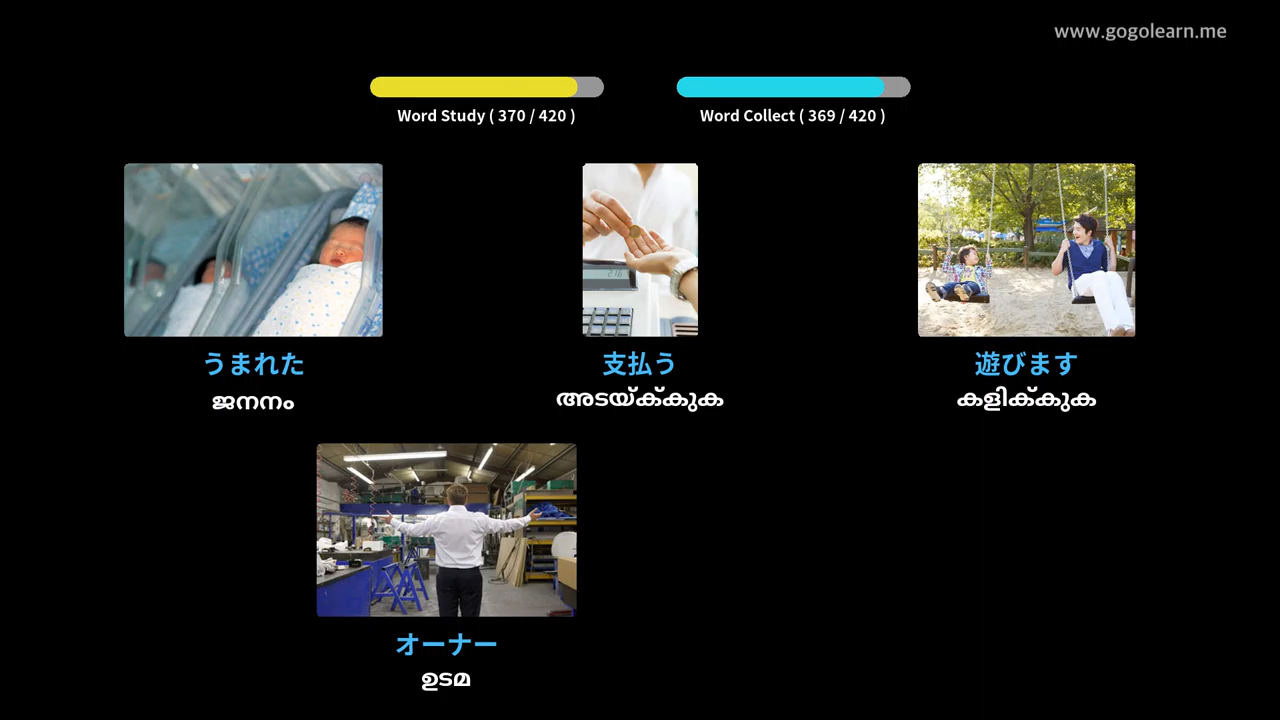 www.gogolearn.me
Word Study ( 370 / 420 )
Word Collect ( 369 / 420 )
うまれた
ജനനം
支払う
അടയ്ക്കുക
遊びます
കളിക്കുക
オーナー
ഉടമ